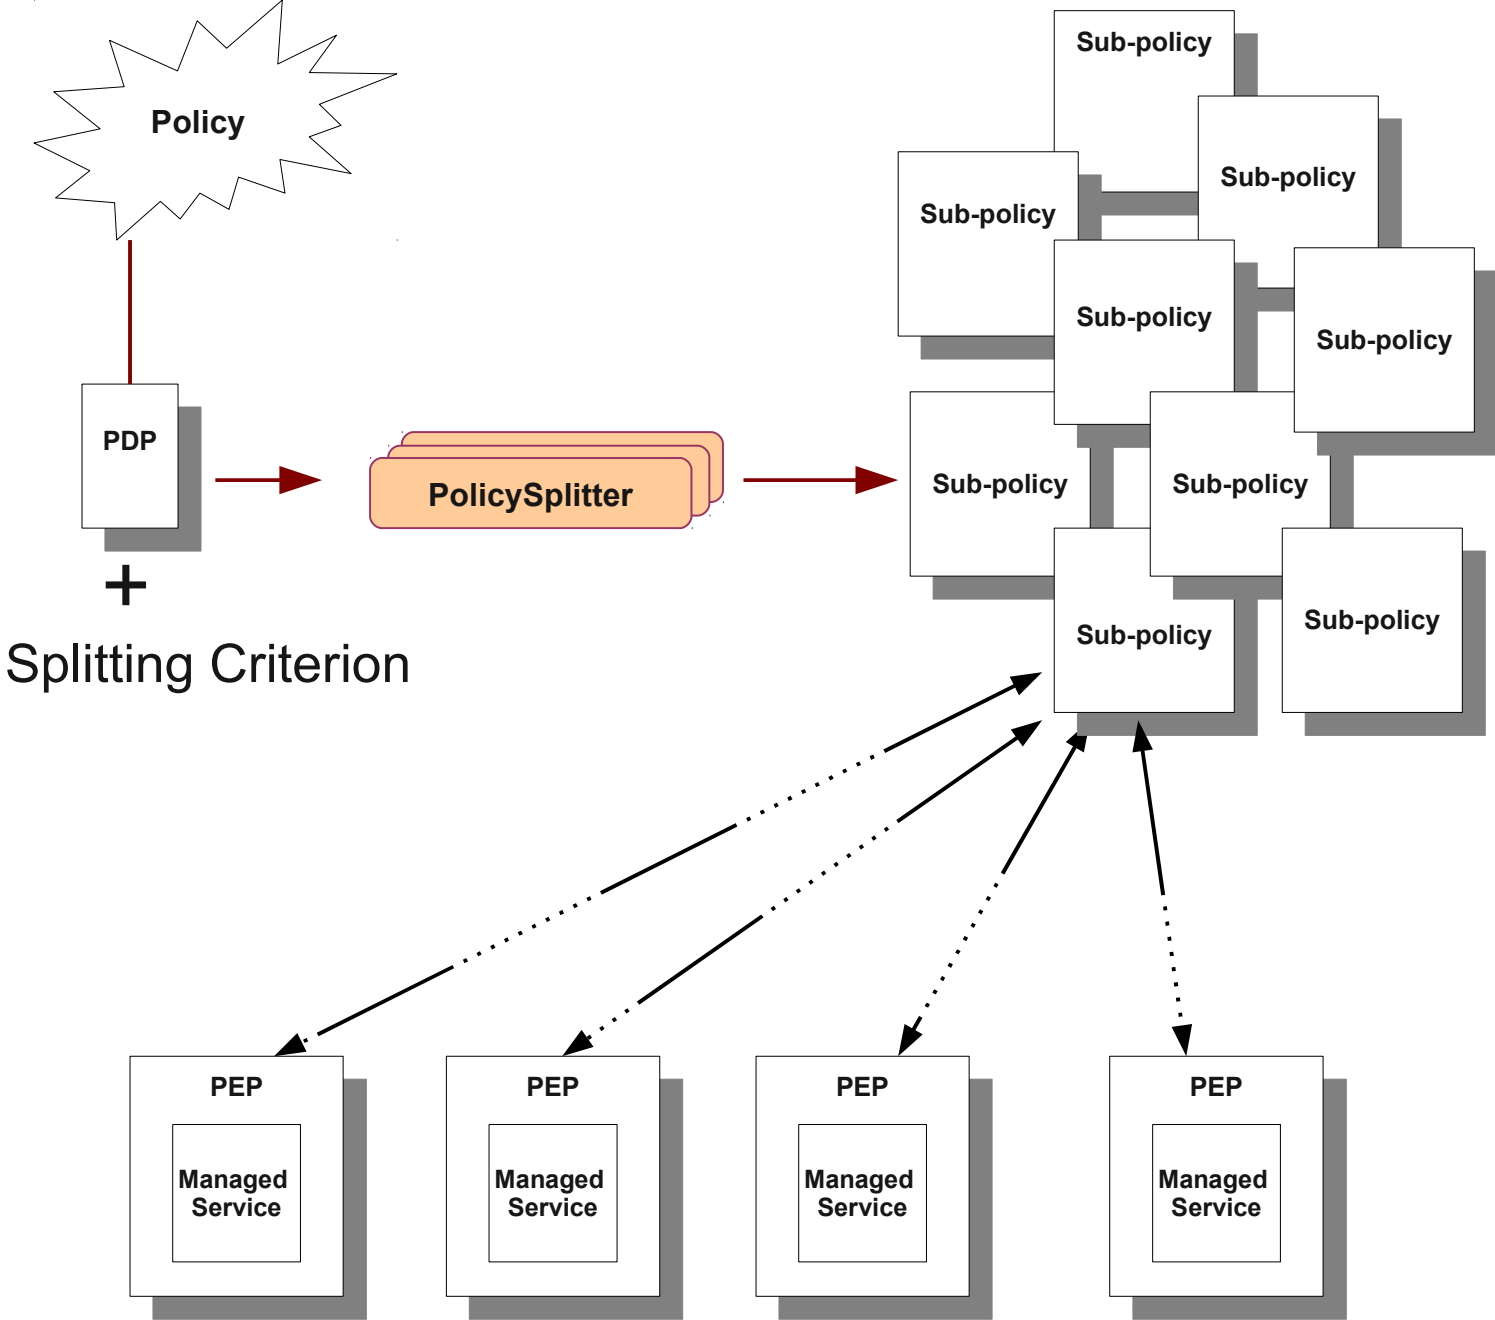 Policy
Sub-policy
Sub-policy
Sub-policy
Sub-policy
Sub-policy
PDP
PolicySplitter
Sub-policy
Sub-policy
+
Splitting Criterion
Sub-policy
Sub-policy
PEP
Managed
Service
PEP
Managed
Service
PEP
Managed
Service
PEP
Managed
Service